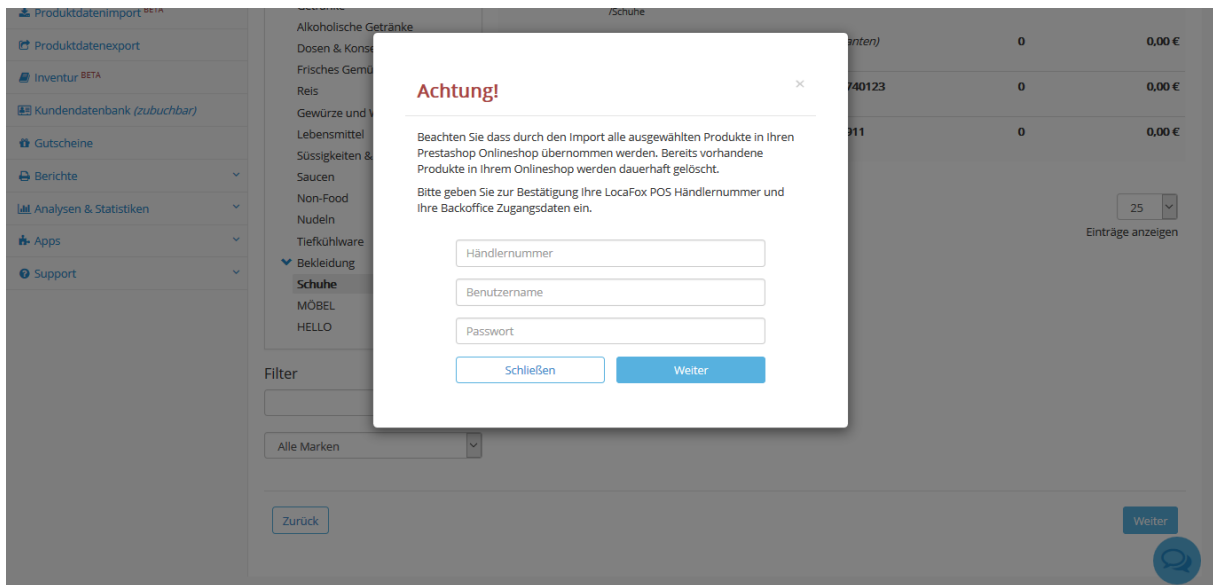 Produktdatenimport BETA
Produktdatenexport
Inventur BETA
Kundendatenbank (zubuchbar)
Gutscheine
Berichte
Analysen & Statistiken
Apps
Support
Getränke
Alkoholische Getränke
Dosen & Konse
Frisches Gemü
Reis
Gewürze und V
Lebensmittel
Süssigkeiten &
Saucen
Non-Food
Nudeln
Tiefkühlware
Bekleidung
Schuhe
MÖBEL
HELLO
Filter
Alle Marken
Zurück
/Schuhe
anten) 0 0,00 €
740123 0 0,00 €
911 0 0,00 €
25
Einträge anzeigen
Weiter
Achtung!
×
Beachten Sie dass durch den Import alle ausgewählten Produkte in Ihren
Prestashop Onlineshop übernommen werden. Bereits vorhandene
Produkte in Ihrem Onlineshop werden dauerhaft gelöscht.
Bitte geben Sie zur Bestätigung Ihre LocaFox POS Händlernummer und
Ihre Backoffice Zugangsdaten ein.
Händlernummer
Benutzername
Passwort
Schließen Weiter